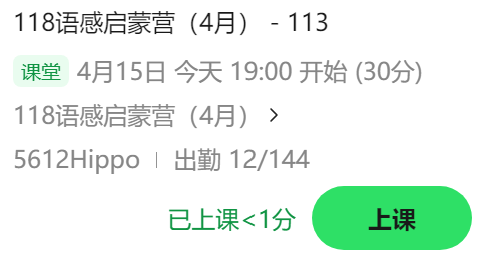 118语感启蒙营（4月） - 113
课堂 4月15日 今天 19:00 开始 (30分)
118语感启蒙营（4月） >
5612Hippo | 出勤 12/144
已上课<1分 上课